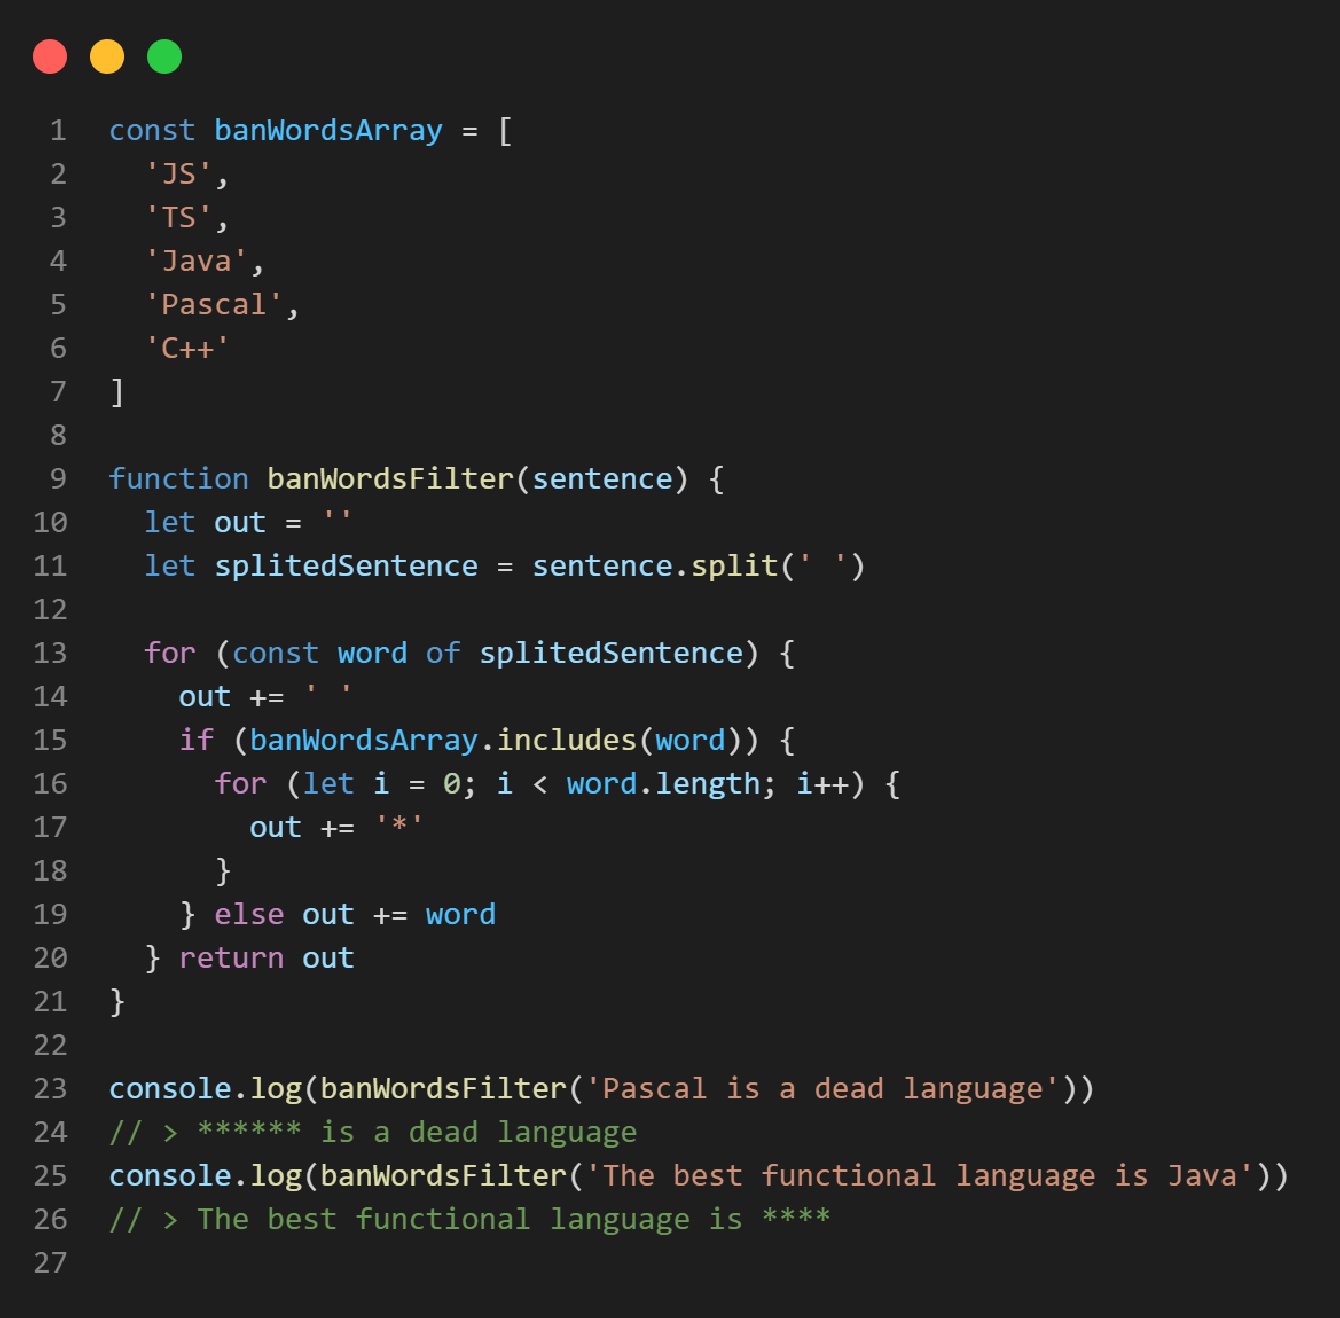 1 const banWordsArray = [
2   'JS',
3   'TS',
4   'Java',
5   'Pascal',
6   'C++'
7 ]
8
9 function banWordsFilter(sentence) {
10   let out = ''
11   let splitedSentence = sentence.split(' ')
12
13   for (const word of splitedSentence) {
14     out += ' '
15     if (banWordsArray.includes(word)) {
16       for (let i = 0; i < word.length; i++) {
17         out += '*'
18       }
19     } else out += word
20   } return out
21 }
22
23 console.log(banWordsFilter('Pascal is a dead language'))
24 // > ****** is a dead language
25 console.log(banWordsFilter('The best functional language is Java'))
26 // > The best functional language is ****
27